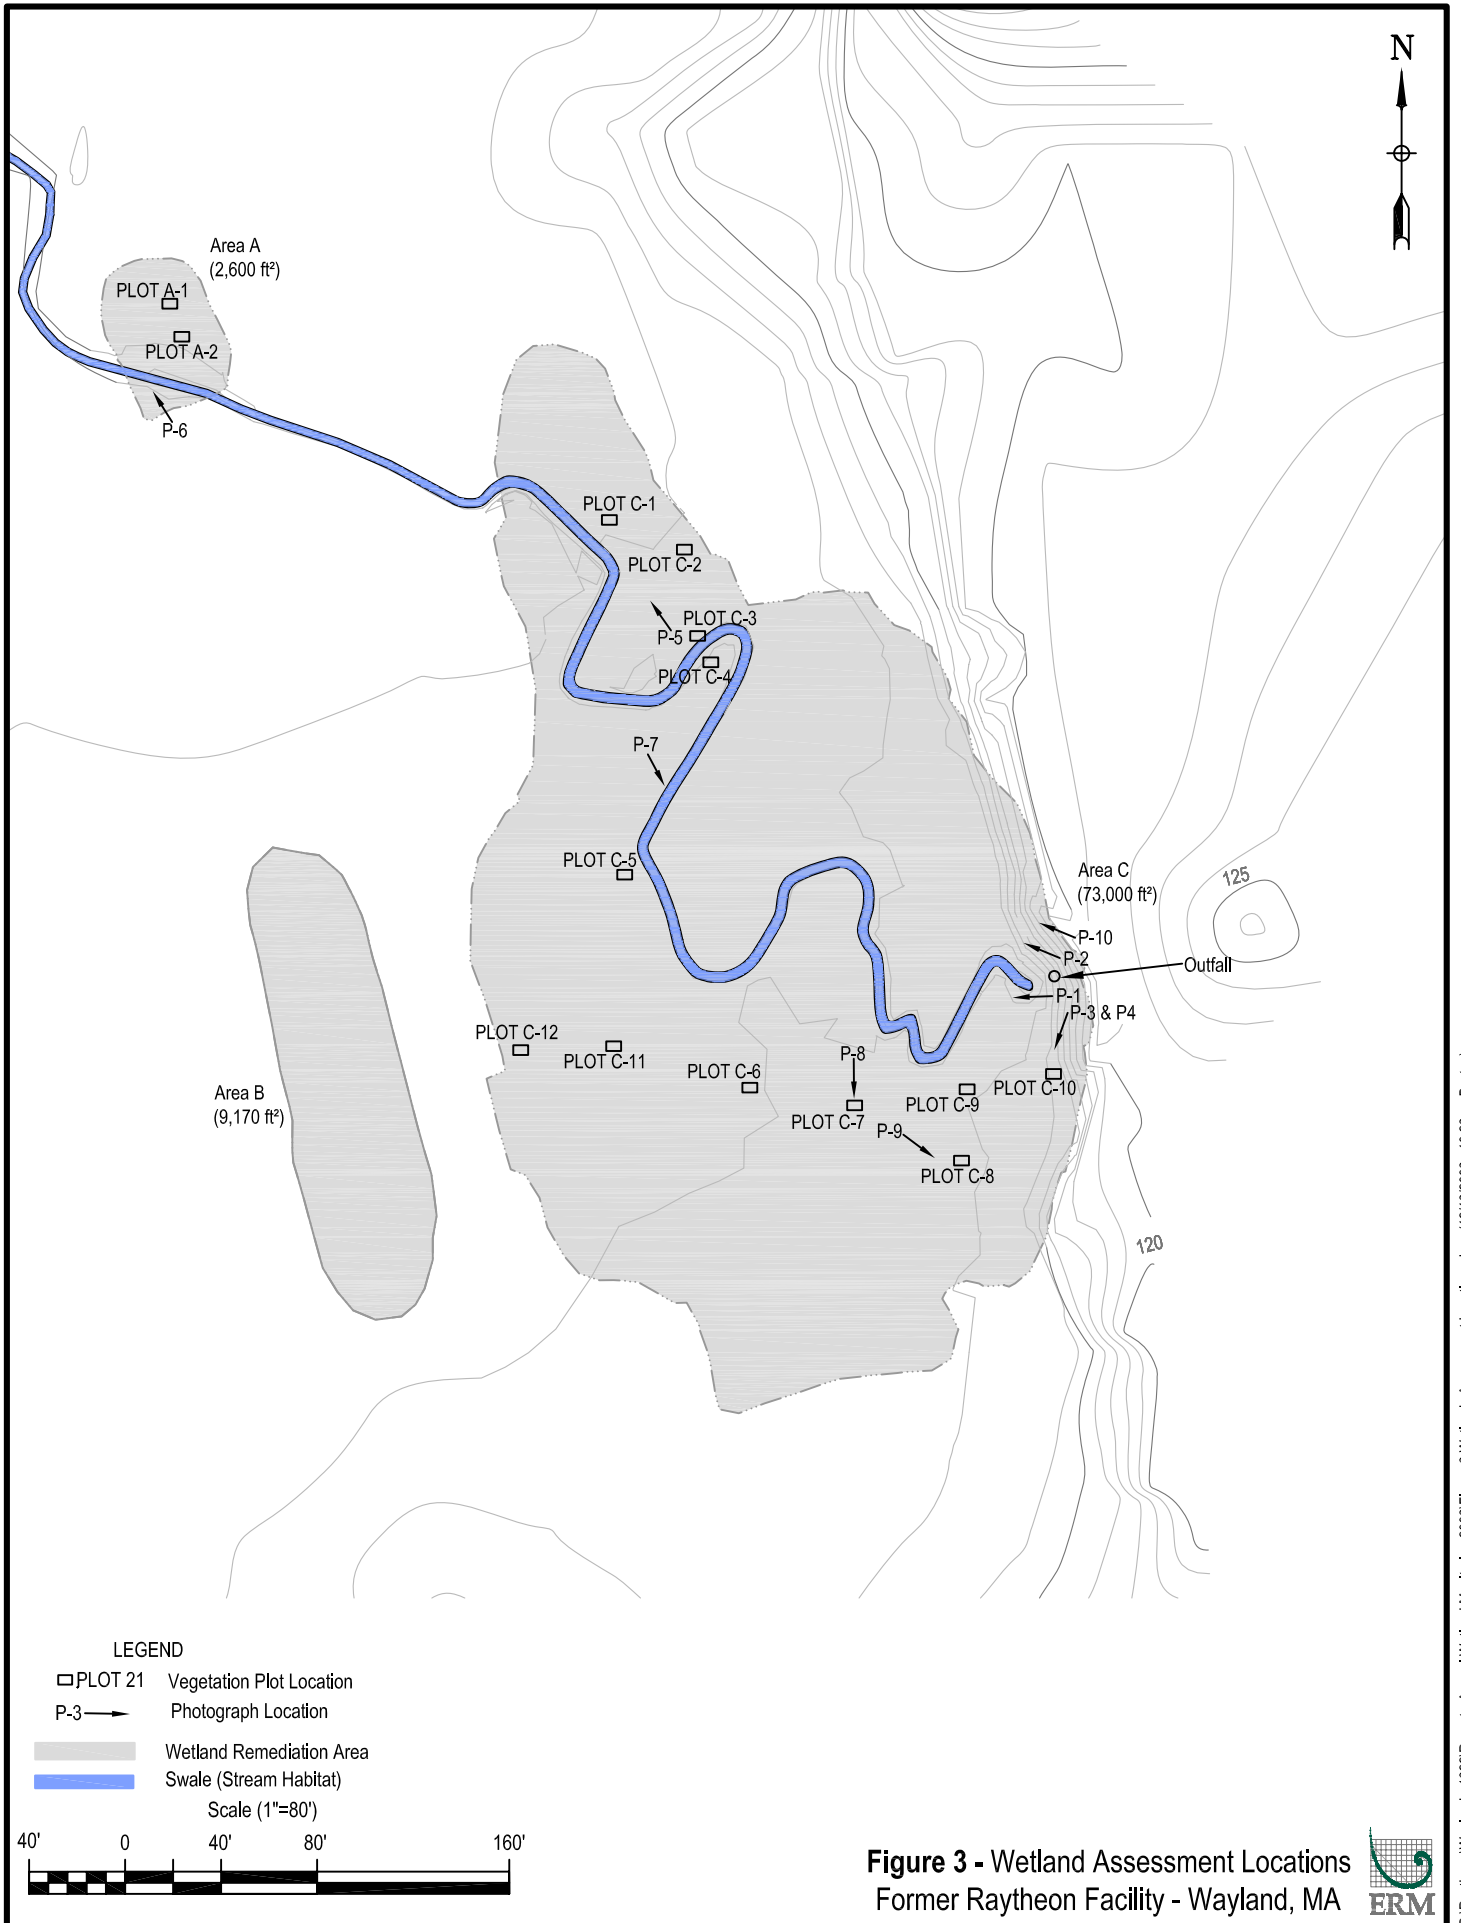 N
Area A
(2,600 ft²)
PLOT A-1
PLOT A-2
P-6
PLOT C-1
PLOT C-2
PLOT C-3
P-5
PLOT C-4
P-7
PLOT C-5
Area C
(73,000 ft²)
125
P-10
P-2
Outfall
P-1
P-3 & P4
PLOT C-12
PLOT C-11
P-8
PLOT C-6
PLOT C-10
Area B
(9,170 ft²)
PLOT C-9
PLOT C-7
P-9
PLOT C-8
120
LEGEND
PLOT 21 Vegetation Plot Location
P-3 Photograph Location
Wetland Remediation Area
Swale (Stream Habitat)
Scale (1"=80')
40' 0 40' 80' 160'
Figure 3 - Wetland Assessment Locations
Former Raytheon Facility - Wayland, MA
ERM